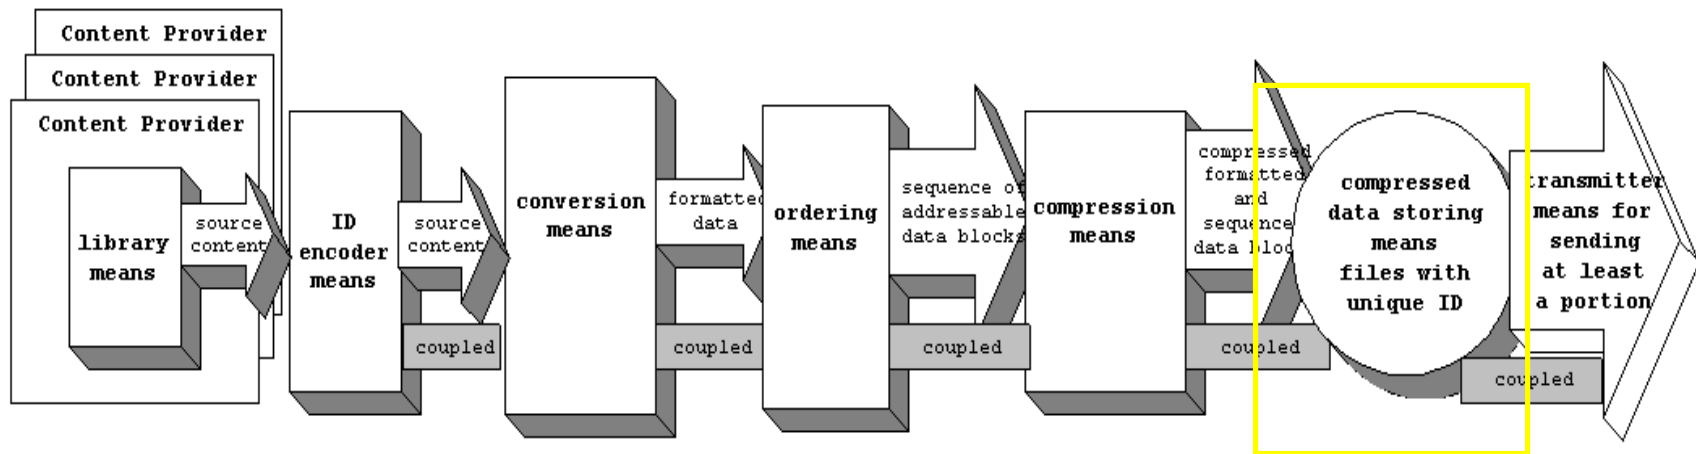 Content Provider
Content Provider
Content Provider
library
means
source
content
ID
encoder
means
source
content
coupled
conversion
means
formatted
data
coupled
ordering
means
sequence of
addressable
data blocks
coupled
compression
means
compressed
formatted
and
sequence
data bloc
coupled
compressed
data storing
means
files with
unique ID
transmitter
means for
sending
at least
a portion
coupled